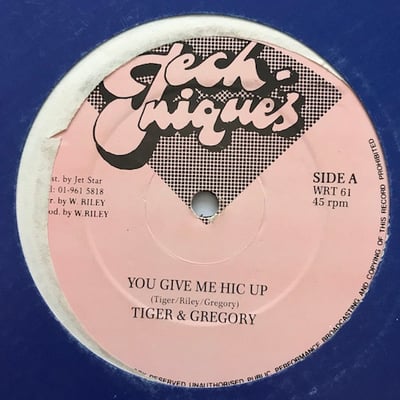 Tech-
niques
st. by Jet Star
l: 01-961 5818
r. by W. RILEY
od. by W. RILEY
SIDE A
WRT 61
45 rpm
YOU GIVE ME HIC UP
(Tiger/Riley/Gregory)
TIGER & GREGORY
RESERVED UNAUTHORISED PUBLIC PERFORMANCE BROADCASTING AND COPYING OF THIS RECORD PROHIBITED